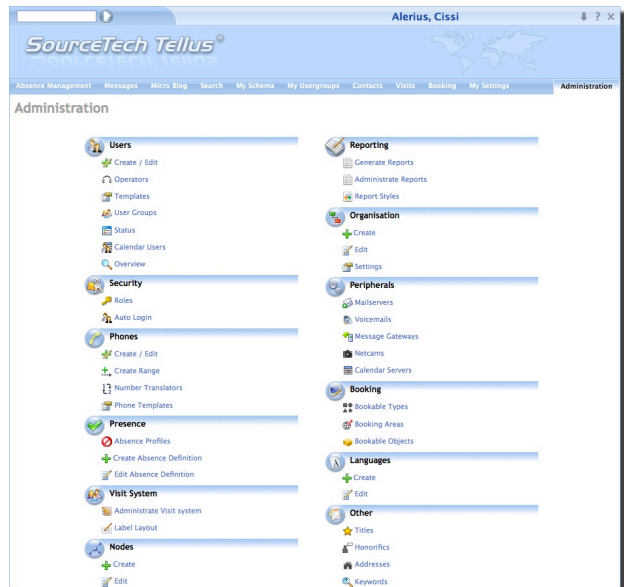 Alerius, Cissi
? X
SourceTech Tellus®
Absence Management Messages Micro Blog Search My Schema My Usergroups Contacts Visits Booking My Settings Administration
Administration
Users
Create / Edit
Operators
Templates
User Groups
Status
Calendar Users
Overview
Security
Roles
Auto Login
Phones
Create / Edit
Create Range
Number Translators
Phone Templates
Presence
Absence Profiles
Create Absence Definition
Edit Absence Definition
Visit System
Administrate Visit system
Label Layout
Nodes
Create
Edit
Reporting
Generate Reports
Administrate Reports
Report Styles
Organisation
Create
Edit
Settings
Peripherals
Mailservers
Voicemails
Message Gateways
Netcams
Calendar Servers
Booking
Bookable Types
Booking Areas
Bookable Objects
Languages
Create
Edit
Other
Titles
Honorifics
Addresses
Keywords